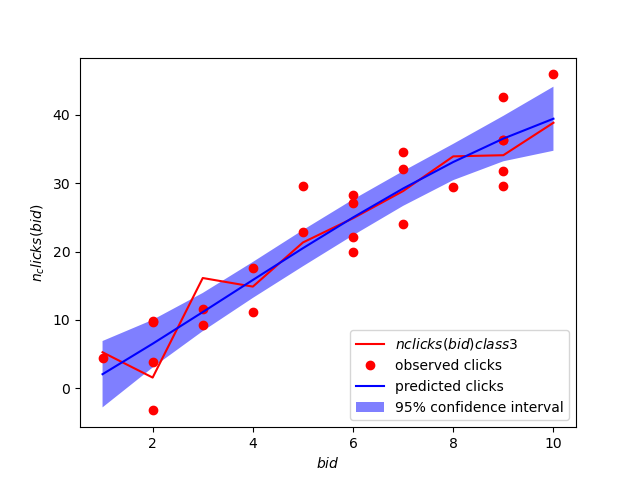 40
30
20
10
0
n_clicks(bid)
nclicks(bid)class3
observed clicks
predicted clicks
95% confidence interval
2 4 6 8 10
bid